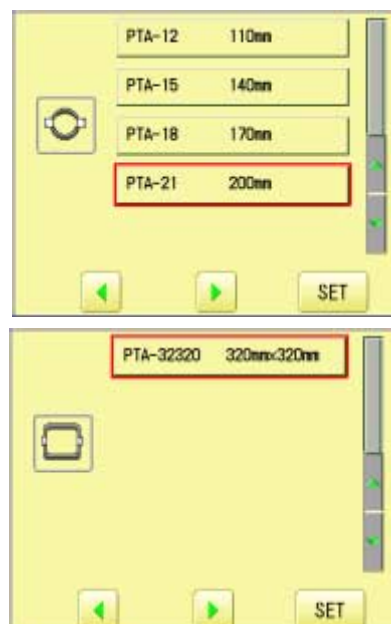 PTA-12 110mm
PTA-15 140mm
PTA-18 170mm
PTA-21 200mm
SET
PTA-32320 320mm×320mm
SET